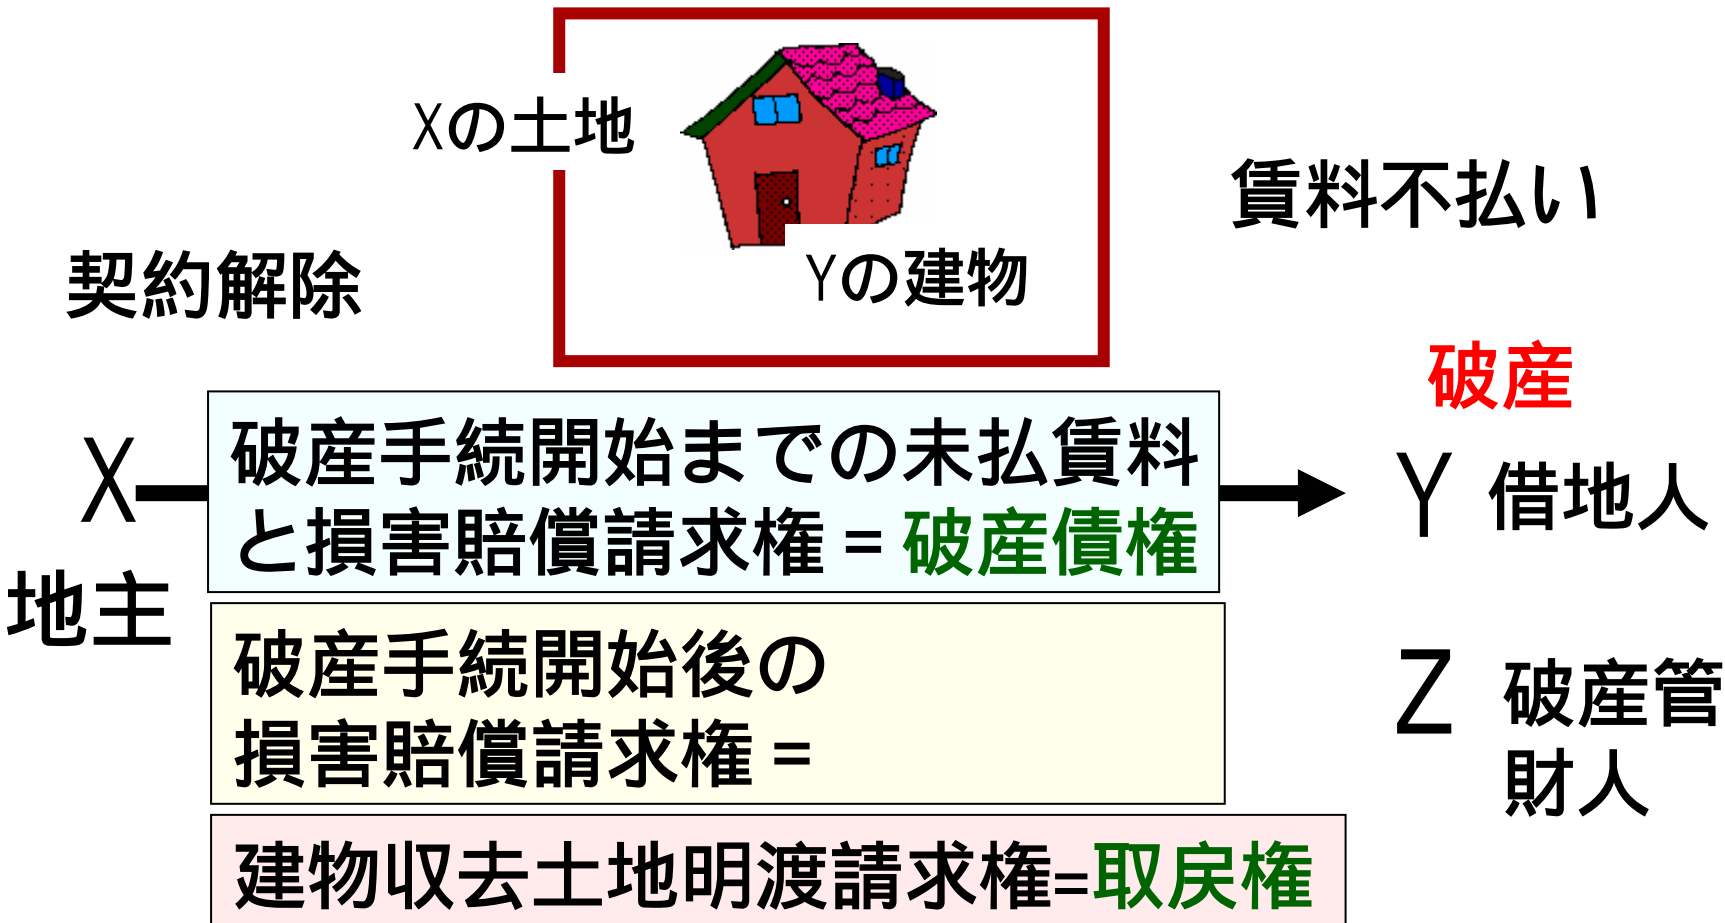 Xの土地
賃料不払い
Yの建物
契約解除
破産
破産手続開始までの未払賃料
と損害賠償請求権＝破産債権
X
地主
Y 借地人
破産手続開始後の
損害賠償請求権＝
Z 破産管
財人
建物収去土地明渡請求権=取戻権